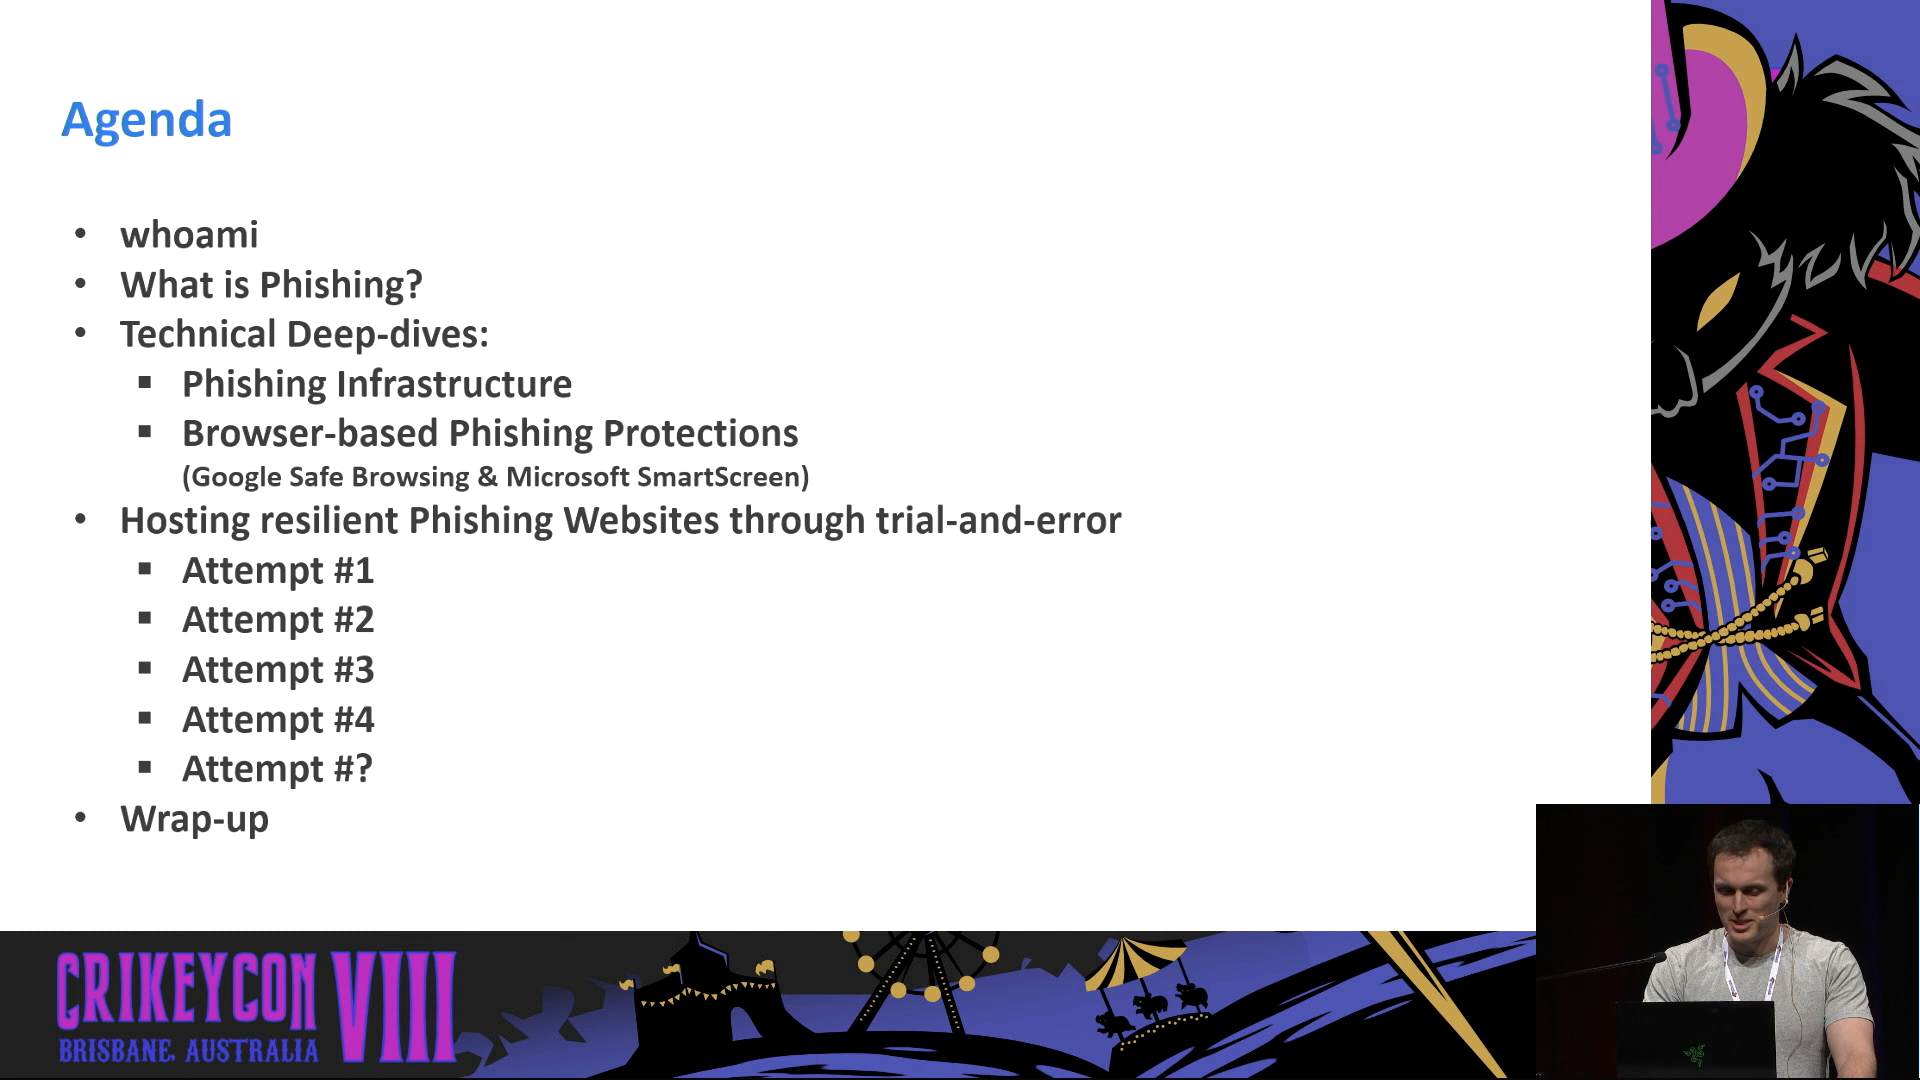 Agenda
• whoami
• What is Phishing?
• Technical Deep-dives:
▪ Phishing Infrastructure
▪ Browser-based Phishing Protections
(Google Safe Browsing & Microsoft SmartScreen)
• Hosting resilient Phishing Websites through trial-and-error
▪ Attempt #1
▪ Attempt #2
▪ Attempt #3
▪ Attempt #4
▪ Attempt #?
• Wrap-up
CRIKEYCON VIII
BRISBANE, AUSTRALIA